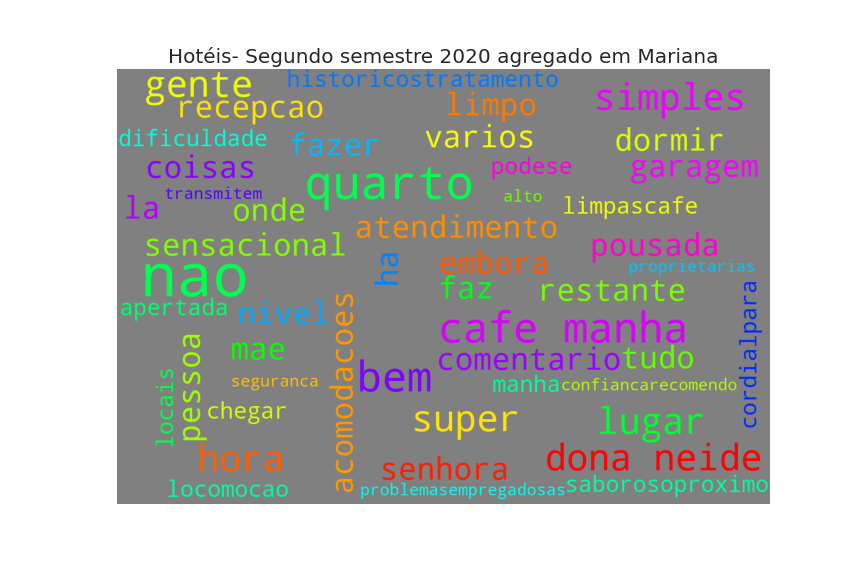 Hotéis- Segundo semestre 2020 agregado em Mariana
gente
historicostratamento
recepcao
limpo
simples
dificuldade
fazer
varios
dormir
coisas
quarto
podese
garagem
transmitem
alto
la
onde
limpascafe
atendimento
sensacional
pousada
nao
ha
embora
proprietarias
faz
restante
apertada
nivel
cafe manha
mae
comentario
tudo
cordialpara
pessoa
bem
seguranca
manha
confiancarecomendo
locais
chegar
acomodacoes
super
lugar
hora
senhora
dona neide
locomocao
problemasempregadosas
saborosoproximo